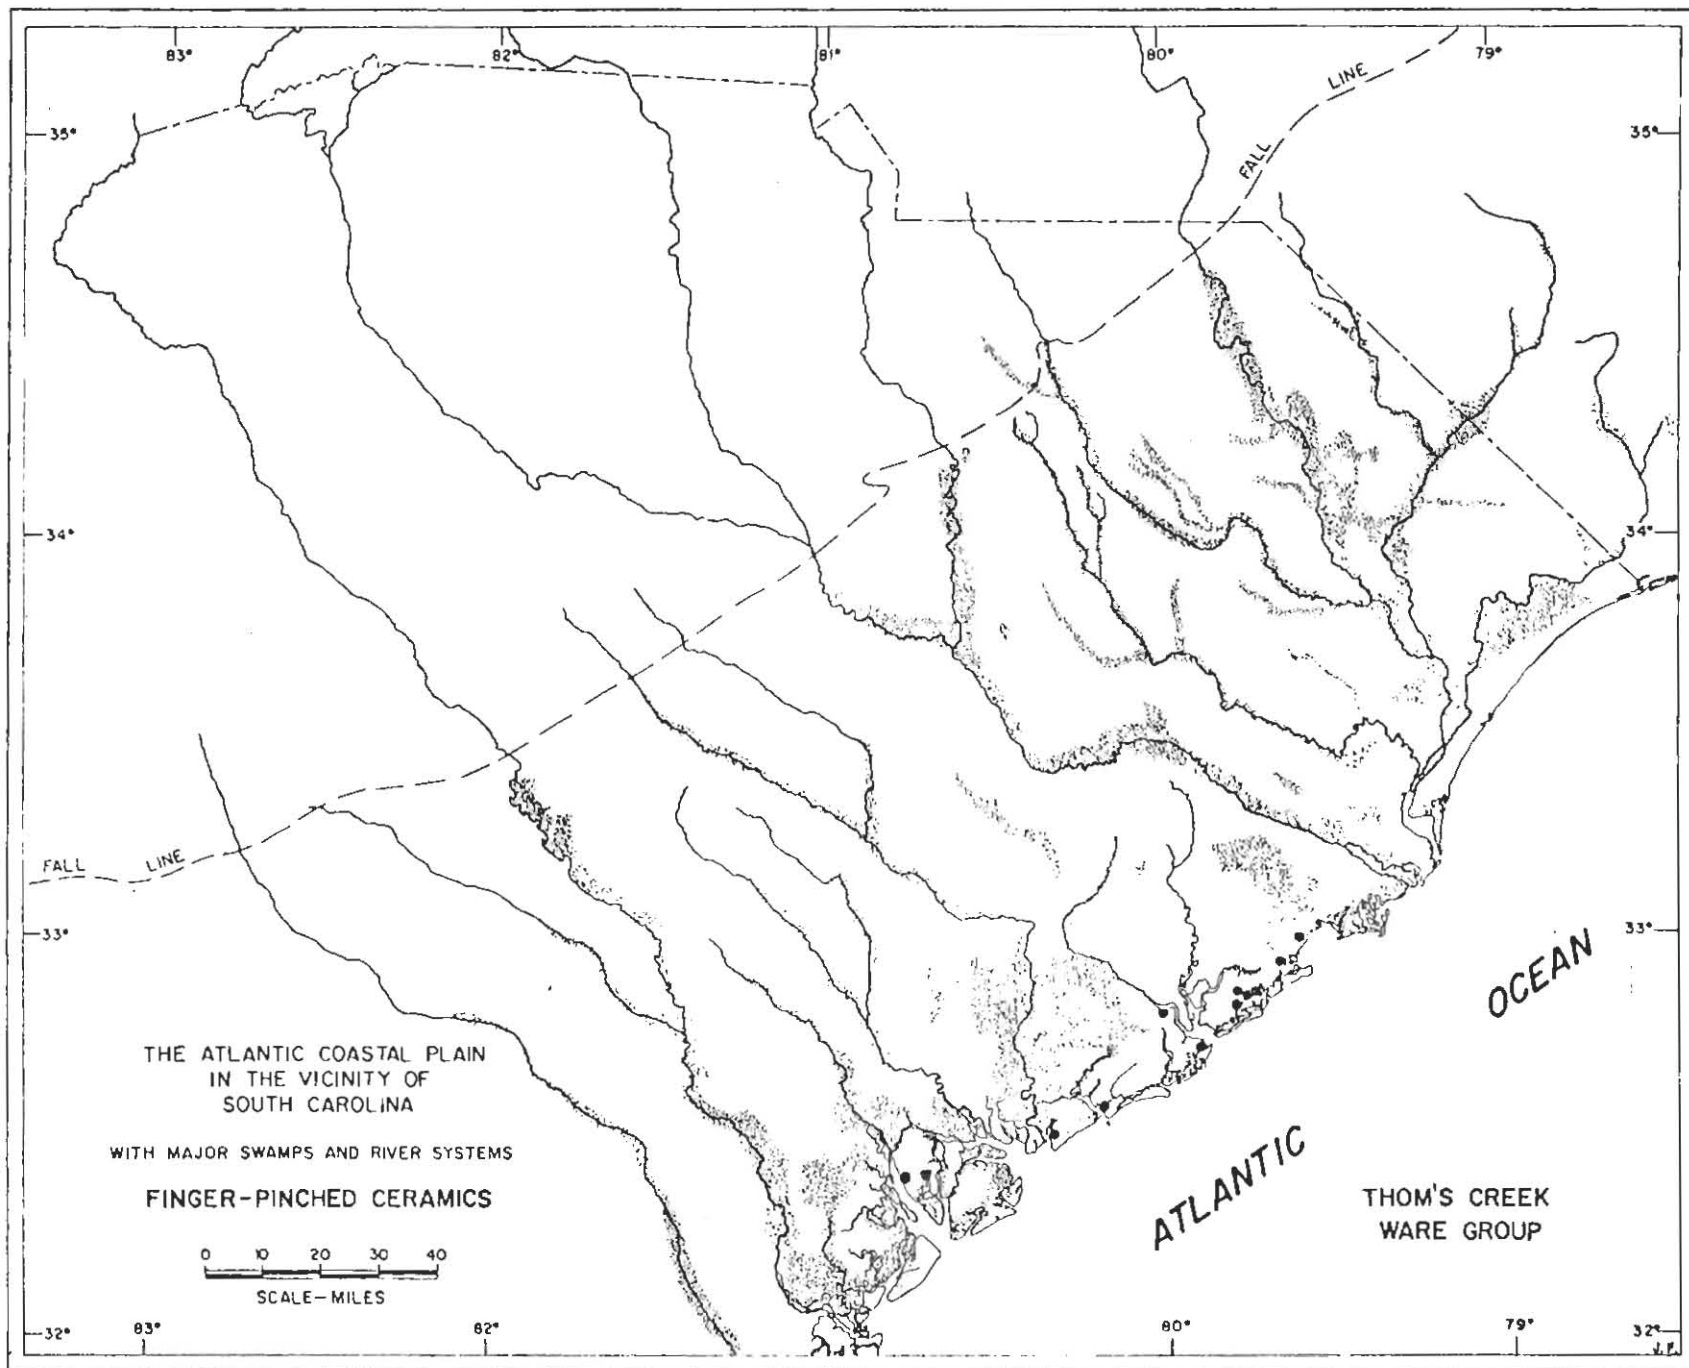 83° 82° 81° 80° 79°
LINE
35° 35°
FALL
34° 34°
FALL LINE
33° 33°
OCEAN
ATLANTIC
THE ATLANTIC COASTAL PLAIN
IN THE VICINITY OF
SOUTH CAROLINA
WITH MAJOR SWAMPS AND RIVER SYSTEMS
FINGER-PINCHED CERAMICS
0 10 20 30 40
SCALE-MILES
THOM'S CREEK
WARE GROUP
32° 32°
83° 82° 81° 80° 79°